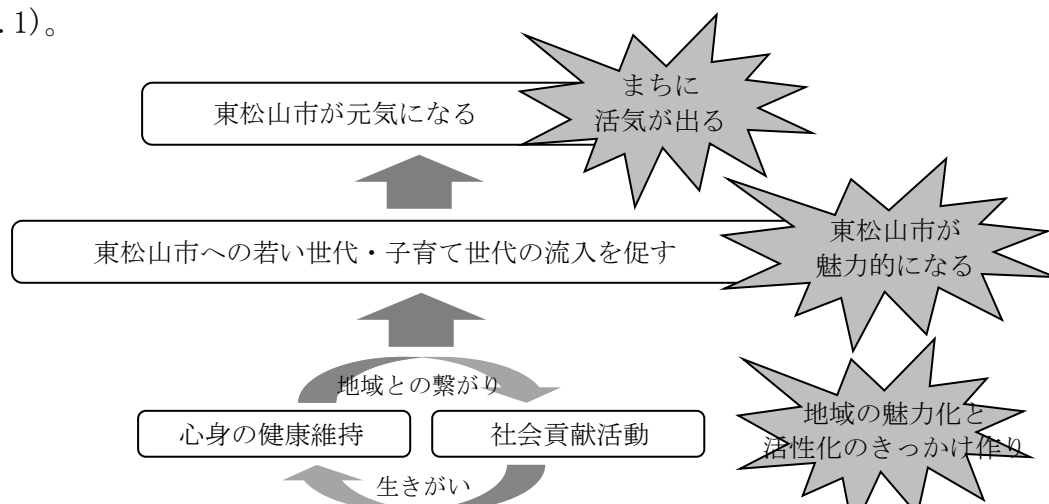 .1)。
まちに
活気が出る
東松山市が元気になる
東松山市が
魅力的になる
東松山市への若い世代・子育て世代の流入を促す
地域との繋がり
心身の健康維持
社会貢献活動
地域の魅力化と
活性化のきっかけ作り
生きがい